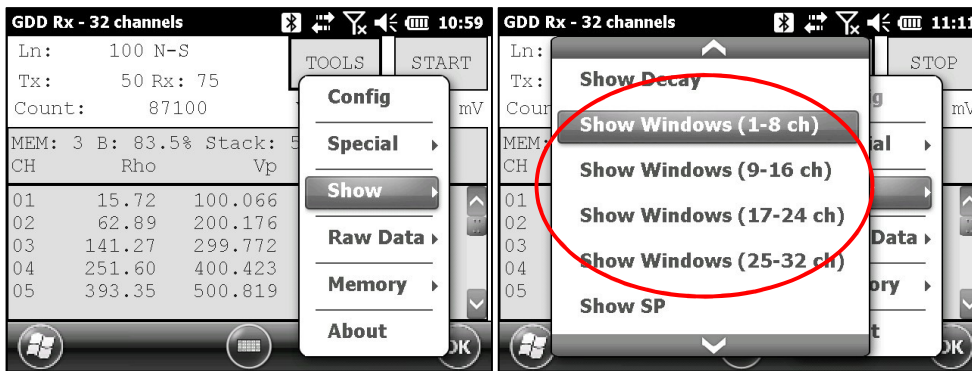 GDD Rx - 32 channels 10:59
Ln: 100 N-S
TOOLS START
Tx: 50 Rx: 75
Count: 87100 mV
MEM: 3 B: 83.5% Stack: 5
CH Rho Vp
01 15.72 100.066
02 62.89 200.176
03 141.27 299.772
04 251.60 400.423
05 393.35 500.819
Config
Special
Show
Raw Data
Memory
About
GDD Rx - 32 channels 11:11
Ln:
STOP
Tx:
mV
MEM:
CH
01
02
03
04
05
Show Decay
Show Windows (1-8 ch)
Show Windows (9-16 ch)
Show Windows (17-24 ch)
Show Windows (25-32 ch)
Show SP
Data